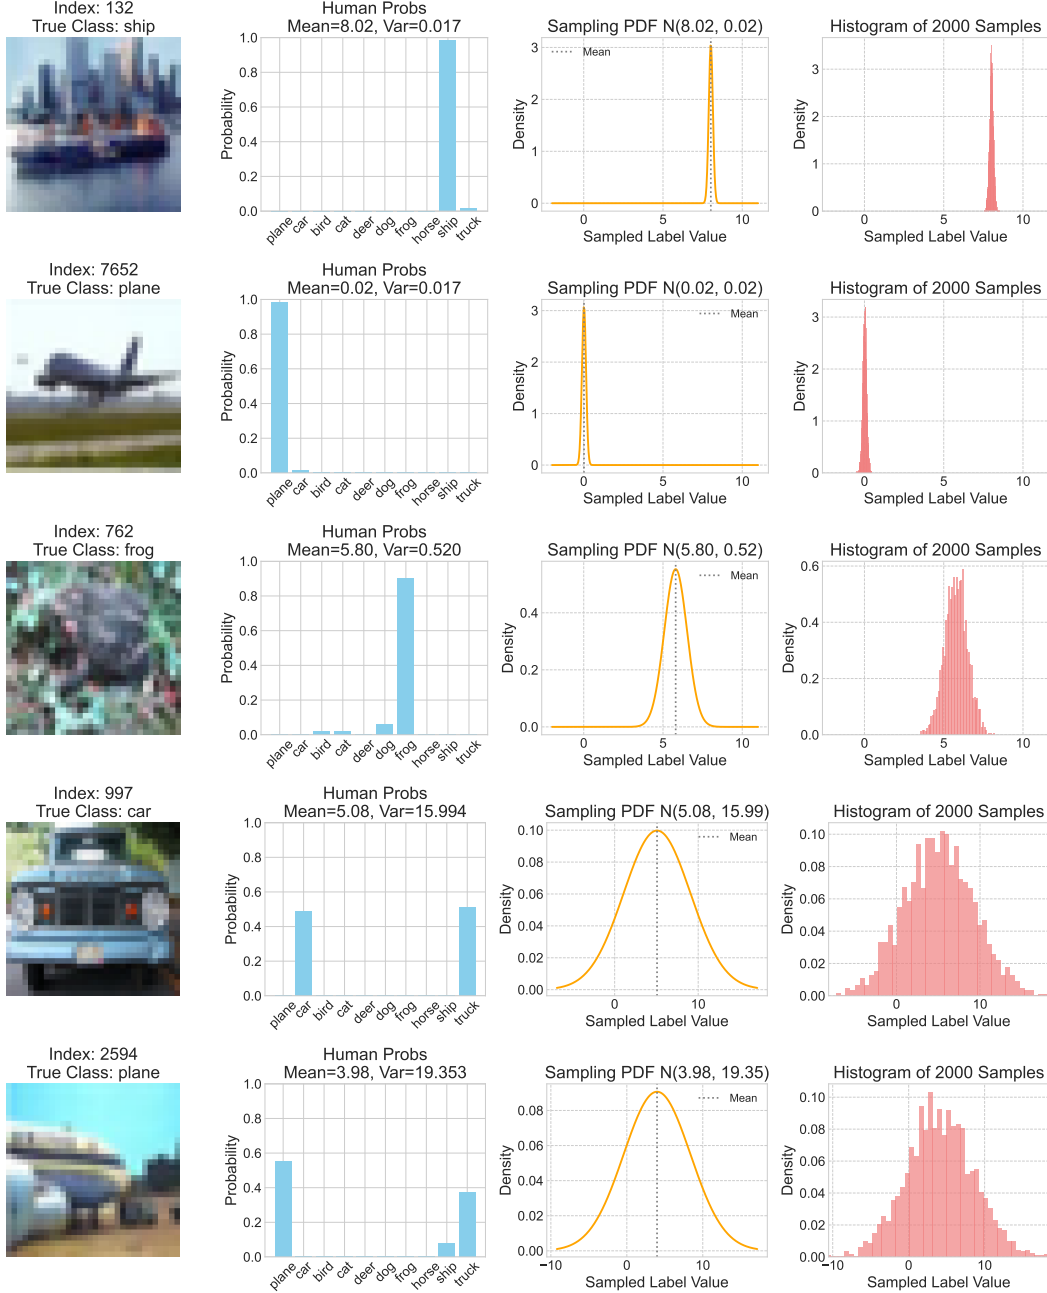 Index: 132
True Class: ship
Human Probs
Mean=8.02, Var=0.017
Sampling PDF N(8.02, 0.02)
Histogram of 2000 Samples
Probability
1.0
0.8
0.6
0.4
0.2
0.0
plane car bird cat deer dog frog horse ship truck
Density
3
2
1
0
Mean
0 5 10
Sampled Label Value
Density
3
2
1
0
0 5 10
Sampled Label Value
Index: 7652
True Class: plane
Human Probs
Mean=0.02, Var=0.017
Sampling PDF N(0.02, 0.02)
Histogram of 2000 Samples
Probability
1.0
0.8
0.6
0.4
0.2
0.0
plane car bird cat deer dog frog horse ship truck
Density
3
2
1
0
Mean
0 5 10
Sampled Label Value
Density
3
2
1
0
0 5 10
Sampled Label Value
Index: 762
True Class: frog
Human Probs
Mean=5.80, Var=0.520
Sampling PDF N(5.80, 0.52)
Histogram of 2000 Samples
Probability
1.0
0.8
0.6
0.4
0.2
0.0
plane car bird cat deer dog frog horse ship truck
Density
0.4
0.2
0.0
Mean
0 5 10
Sampled Label Value
Density
0.6
0.4
0.2
0.0
0 5 10
Sampled Label Value
Index: 997
True Class: car
Human Probs
Mean=5.08, Var=15.994
Sampling PDF N(5.08, 15.99)
Histogram of 2000 Samples
Probability
1.0
0.8
0.6
0.4
0.2
0.0
plane car bird cat deer dog frog horse ship truck
Density
0.10
0.08
0.06
0.04
0.02
0.00
Mean
0 10
Sampled Label Value
Density
0.10
0.08
0.06
0.04
0.02
0.00
0 10
Sampled Label Value
Index: 2594
True Class: plane
Human Probs
Mean=3.98, Var=19.353
Sampling PDF N(3.98, 19.35)
Histogram of 2000 Samples
Probability
1.0
0.8
0.6
0.4
0.2
0.0
plane car bird cat deer dog frog horse ship truck
Density
0.08
0.06
0.04
0.02
0.00
Mean
−10 0 10
Sampled Label Value
Density
0.10
0.08
0.06
0.04
0.02
0.00
−10 0 10
Sampled Label Value